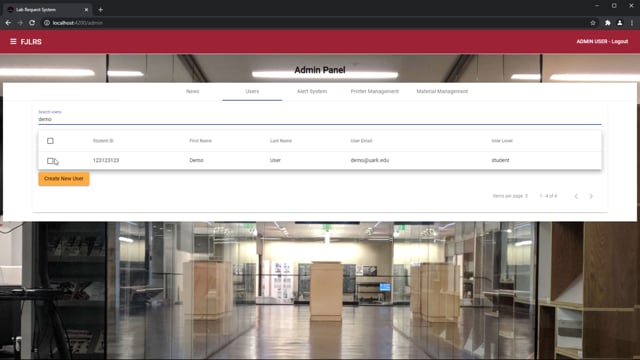 Lab Request System
localhost:4200/admin
FJLRS
ADMIN USER - Logout
Admin Panel
News
Users
Alert System
Printer Management
Material Management
Search users
demo
Student ID
First Name
Last Name
User Email
User Level
123123123
Demo
User
demo@uark.edu
student
Create New User
Items per page 5
1 - 4 of 4